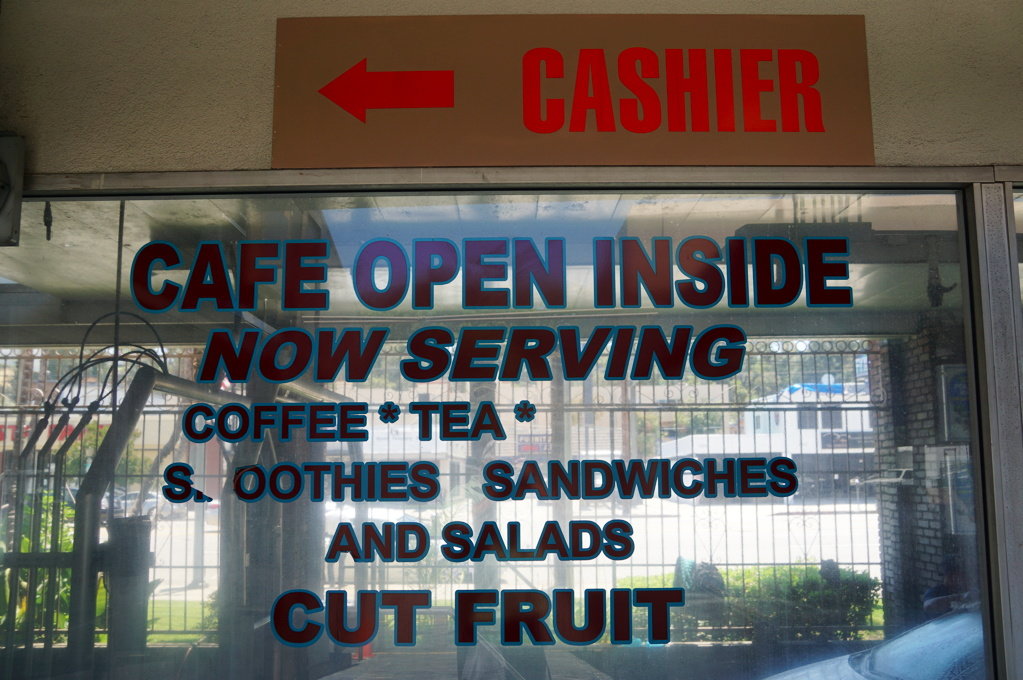 CASHIER
CAFE OPEN INSIDE
NOW SERVING
COFFEE * TEA *
S OOTHIES SANDWICHES
AND SALADS
CUT FRUIT